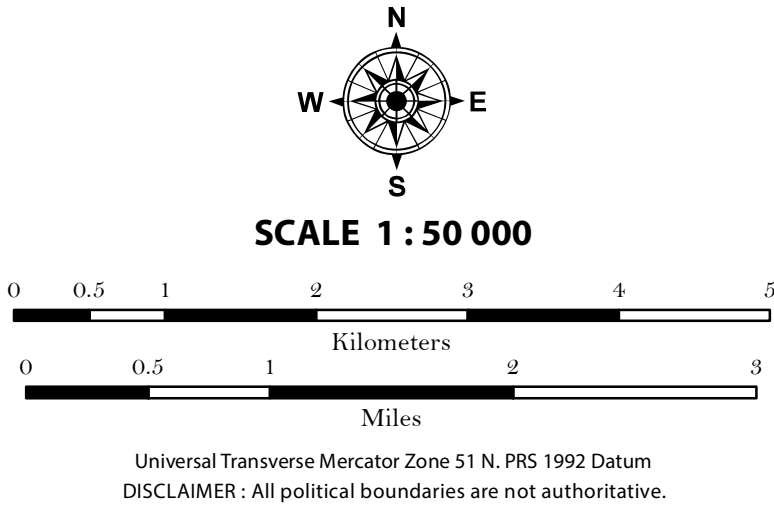 N
W E
S
SCALE 1 : 50 000
0 0.5 1 2 3 4 5
Kilometers
0 0.5 1 2 3
Miles
Universal Transverse Mercator Zone 51 N. PRS 1992 Datum
DISCLAIMER : All political boundaries are not authoritative.